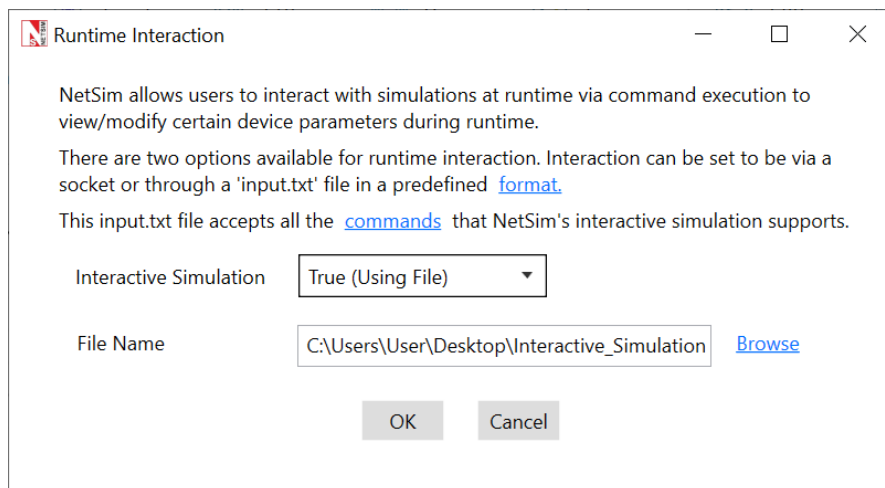 NETSIM
Runtime Interaction
NetSim allows users to interact with simulations at runtime via command execution to
view/modify certain device parameters during runtime.
There are two options available for runtime interaction. Interaction can be set to be via a
socket or through a 'input.txt' file in a predefined format.
This input.txt file accepts all the commands that NetSim's interactive simulation supports.
Interactive Simulation True (Using File)
File Name C:\Users\User\Desktop\Interactive_Simulation Browse
OK Cancel